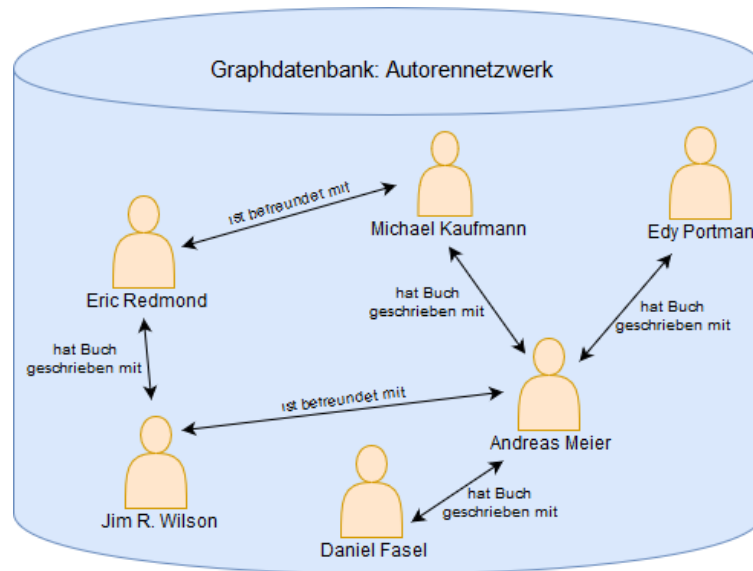 Graphdatenbank: Autorennetzwerk
ist befreundet mit
Michael Kaufmann
Edy Portman
Eric Redmond
hat Buch
geschrieben mit
hat Buch
geschrieben mit
hat Buch
geschrieben mit
ist befreundet mit
Andreas Meier
Jim R. Wilson
hat Buch
geschrieben mit
Daniel Fasel